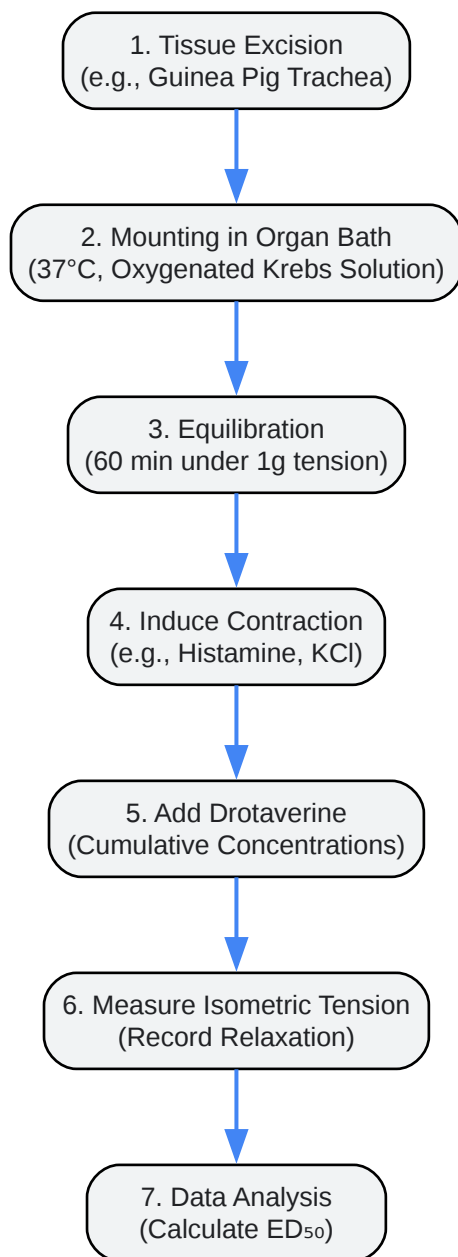 1. Tissue Excision
(e.g., Guinea Pig Trachea)
2. Mounting in Organ Bath
(37°C, Oxygenated Krebs Solution)
3. Equilibration
(60 min under 1g tension)
4. Induce Contraction
(e.g., Histamine, KCl)
5. Add Drotaverine
(Cumulative Concentrations)
6. Measure Isometric Tension
(Record Relaxation)
7. Data Analysis
(Calculate ED₅₀)